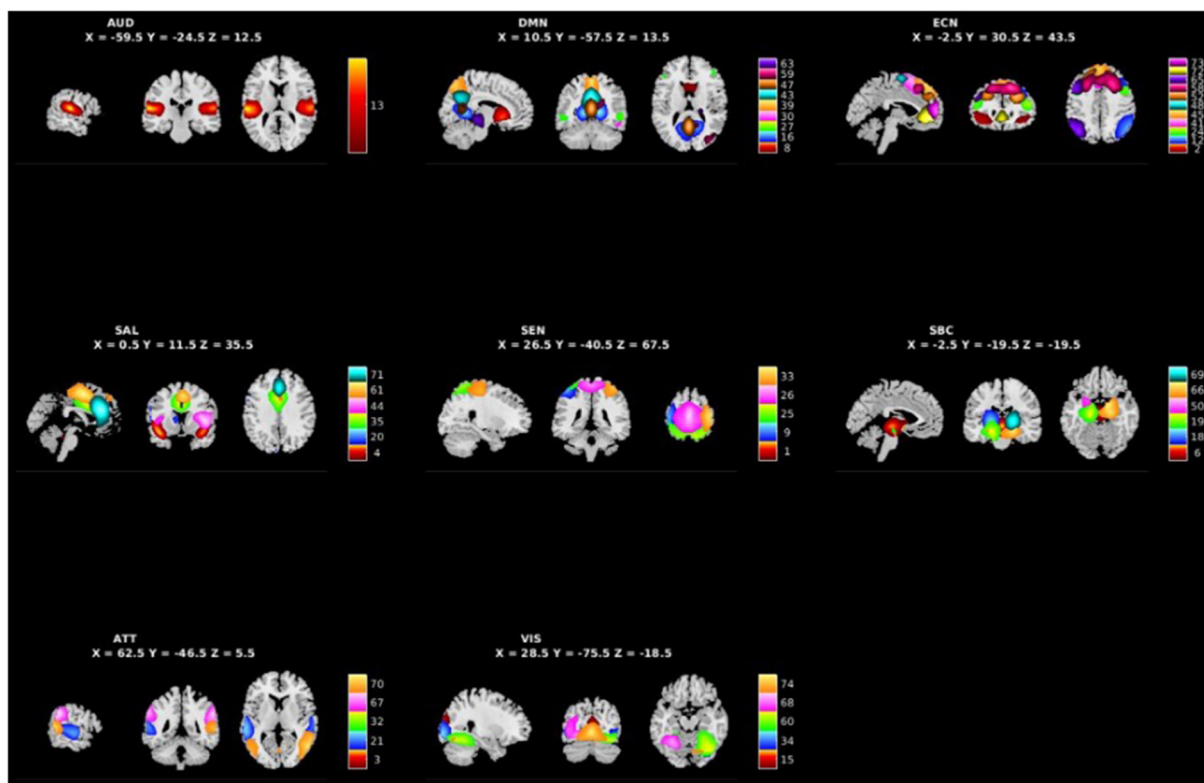 AUD
X = -59.5 Y = -24.5 Z = 12.5
13
DMN
X = 10.5 Y = -57.5 Z = 13.5
63
59
47
43
39
30
27
16
8
ECN
X = -2.5 Y = 30.5 Z = 43.5
73
45
2
SAL
X = 0.5 Y = 11.5 Z = 35.5
71
61
44
35
20
4
SEN
X = 26.5 Y = -40.5 Z = 67.5
33
26
25
9
1
SBC
X = -2.5 Y = -19.5 Z = -19.5
69
66
50
19
18
6
ATT
X = 62.5 Y = -46.5 Z = 5.5
70
67
32
21
3
VIS
X = 28.5 Y = -75.5 Z = -18.5
74
68
60
34
15